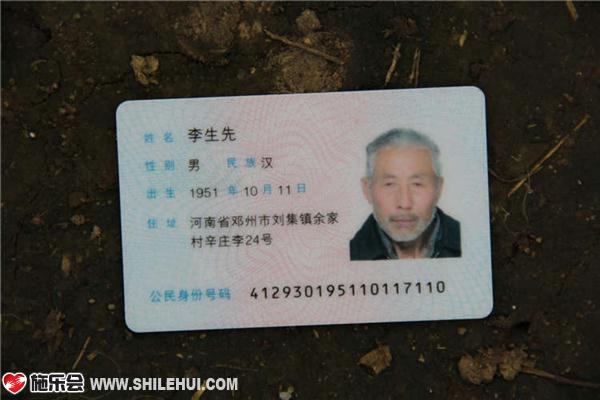 姓名 李生先
性别 男 民族 汉
出生 1951 年 10 月 11 日
住址 河南省邓州市刘集镇余家
村辛庄李24号
公民身份号码 412930195110117110
施乐会 WWW.SHILEHUI.COM